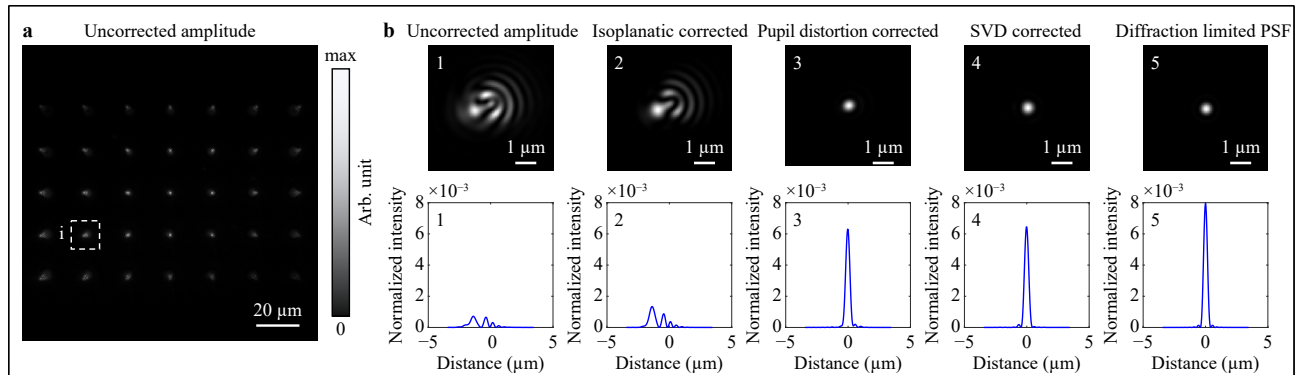 a
Uncorrected amplitude
max
Arb. unit
0
i
20 µm
b
Uncorrected amplitude
Isoplanatic corrected
Pupil distortion corrected
SVD corrected
Diffraction limited PSF
1
1 µm
2
1 µm
3
1 µm
4
1 µm
5
1 µm
Normalized intensity
×10⁻³
8
6
4
2
0
1
−5
0
5
Distance (µm)
Normalized intensity
×10⁻³
8
6
4
2
0
2
−5
0
5
Distance (µm)
Normalized intensity
×10⁻³
8
6
4
2
0
3
−5
0
5
Distance (µm)
Normalized intensity
×10⁻³
8
6
4
2
0
4
−5
0
5
Distance (µm)
Normalized intensity
×10⁻³
8
6
4
2
0
5
−5
0
5
Distance (µm)